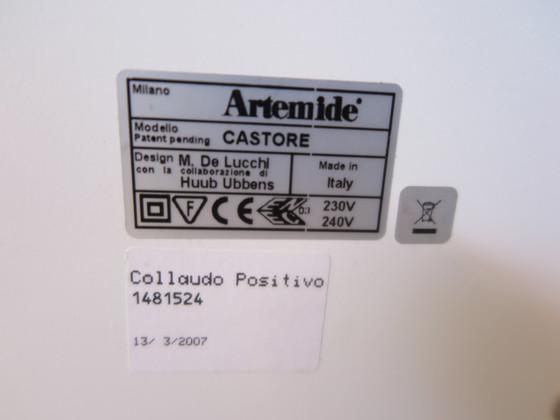 Milano
Artemide®
Modello
Patent pending CASTORE
Design M. De Lucchi
con la collaborazione di
Huub Ubbens
Made in
Italy
F CE
230V
240V
Collaudo Positivo
1481524
13/ 3/2007